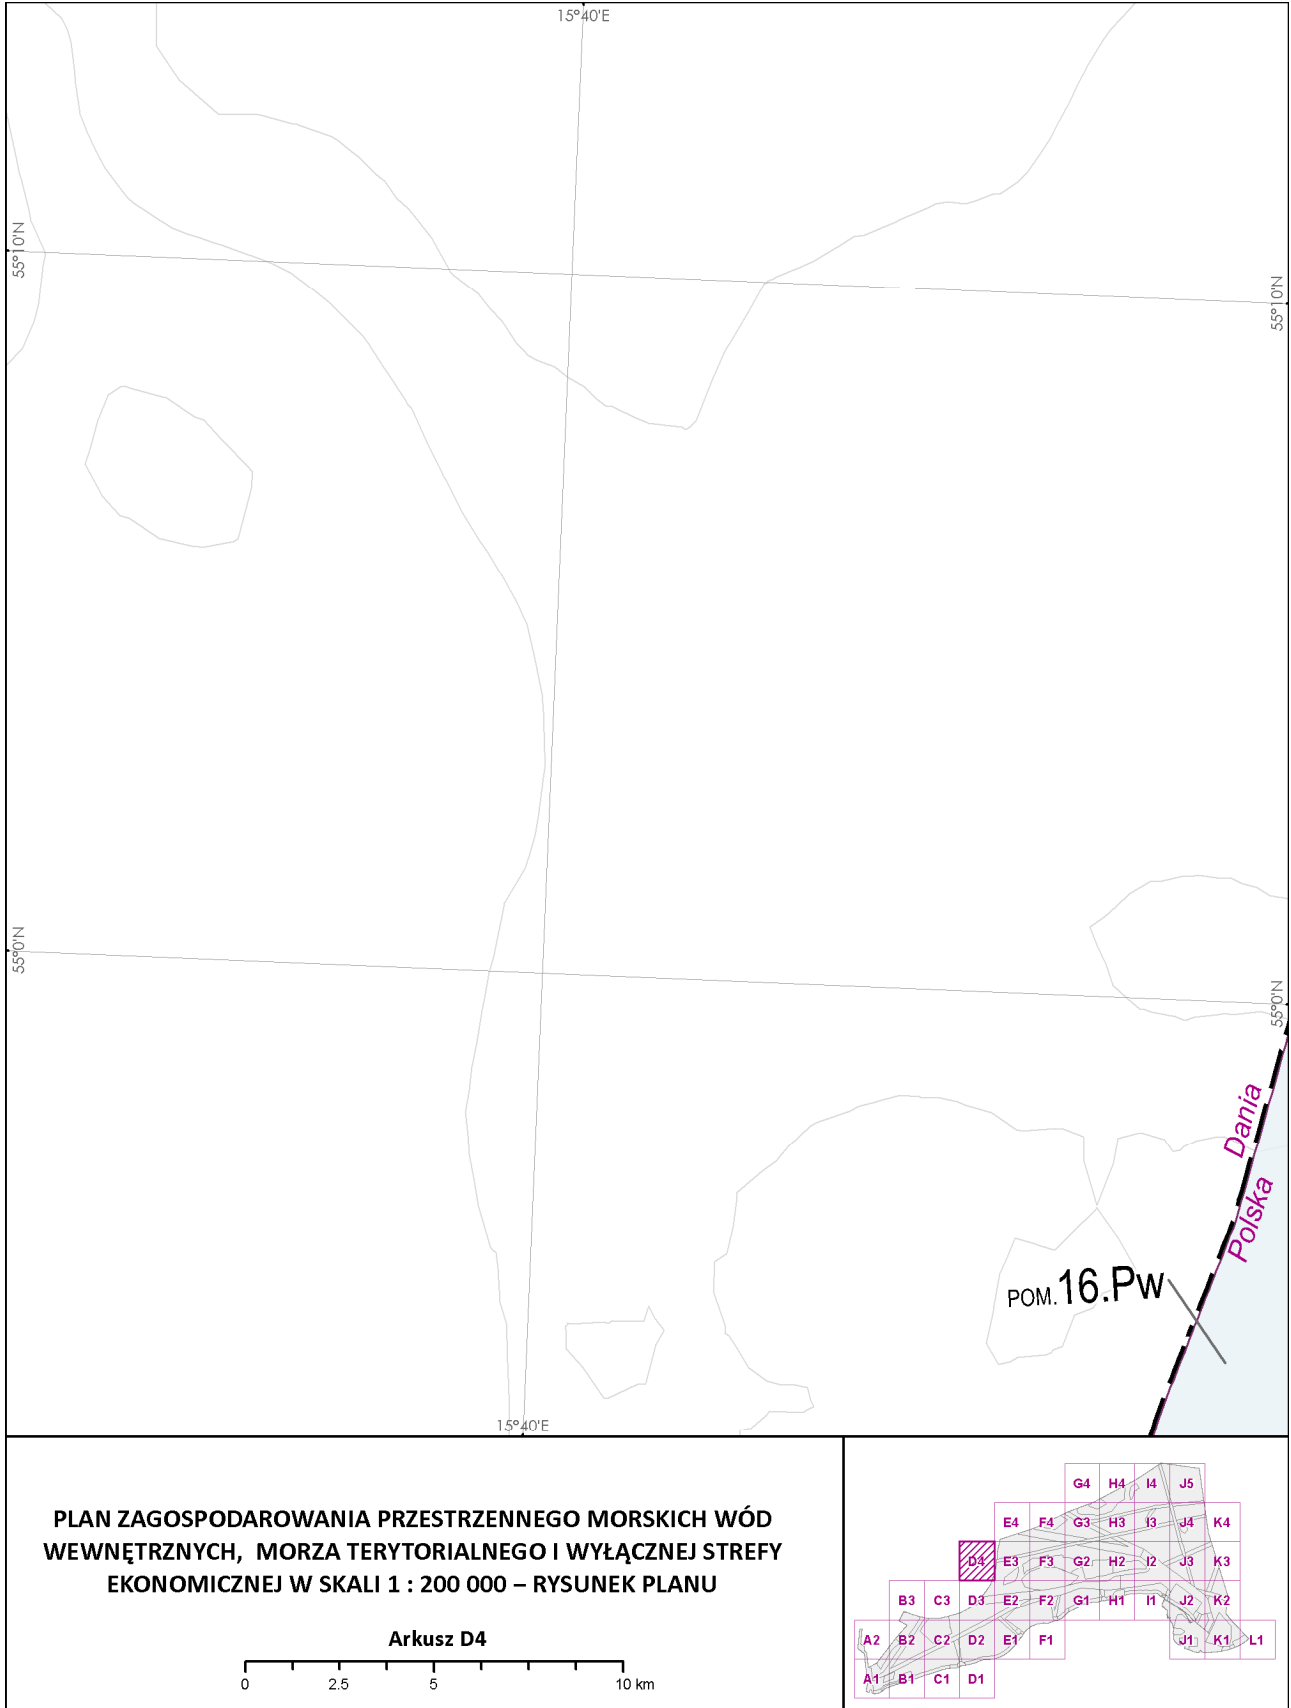 15°40'E
55°10'N
55°10'N
55°0'N
55°0'N
Dania
Polska
POM.16.Pw
15°40'E
PLAN ZAGOSPODAROWANIA PRZESTRZENNEGO MORSKICH WÓD
WEWNĘTRZNYCH, MORZA TERYTORIALNEGO I WYŁĄCZNEJ STREFY
EKONOMICZNEJ W SKALI 1 : 200 000 – RYSUNEK PLANU
Arkusz D4
0 2.5 5 10 km
G4 H4 I4 J5
E4 F4 G3 H3 I3 J4 K4
D4 E3 F3 G2 H2 I2 J3 K3
B3 C3 D3 E2 F2 G1 H1 I1 J2 K2
A2 B2 C2 D2 E1 F1 J1 K1 L1
A1 B1 C1 D1